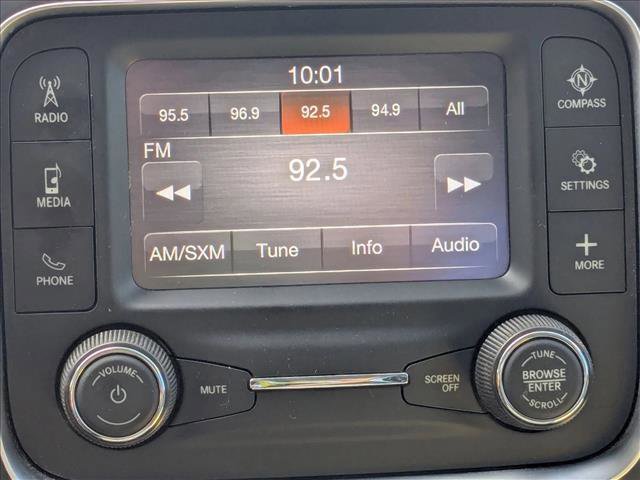 10:01
95.5 96.9 92.5 94.9 All
FM
92.5
AM/SXM Tune Info Audio
RADIO
MEDIA
PHONE
N
COMPASS
SETTINGS
MORE
VOLUME
MUTE
SCREEN
OFF
TUNE
BROWSE
ENTER
SCROLL